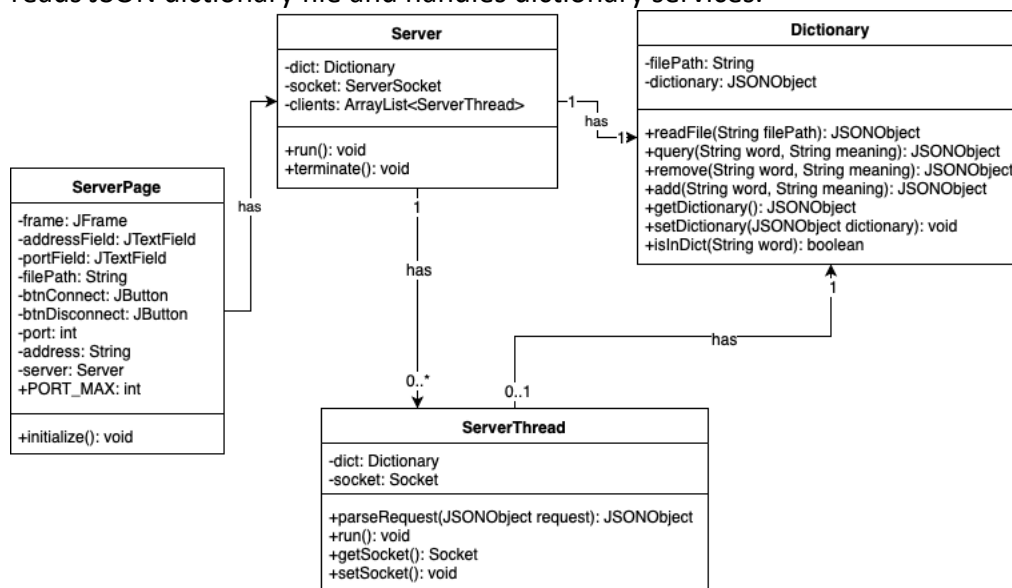 reads JSON dictionary file and handles dictionary services.
Server
-dict: Dictionary
-socket: ServerSocket
-clients: ArrayList<ServerThread>
+run(): void
+terminate(): void
Dictionary
-filePath: String
-dictionary: JSONObject
+readFile(String filePath): JSONObject
+query(String word, String meaning): JSONObject
+remove(String word, String meaning): JSONObject
+add(String word, String meaning): JSONObject
+getDictionary(): JSONObject
+setDictionary(JSONObject dictionary): void
+isInDict(String word): boolean
1
has
1
ServerPage
-frame: JFrame
-addressField: JTextField
-portField: JTextField
-filePath: String
-btnConnect: JButton
-btnDisconnect: JButton
-port: int
-address: String
-server: Server
+PORT_MAX: int
+initialize(): void
has
1
has
0..*
1
has
0..1
ServerThread
-dict: Dictionary
-socket: Socket
+parseRequest(JSONObject request): JSONObject
+run(): void
+getSocket(): Socket
+setSocket(): void